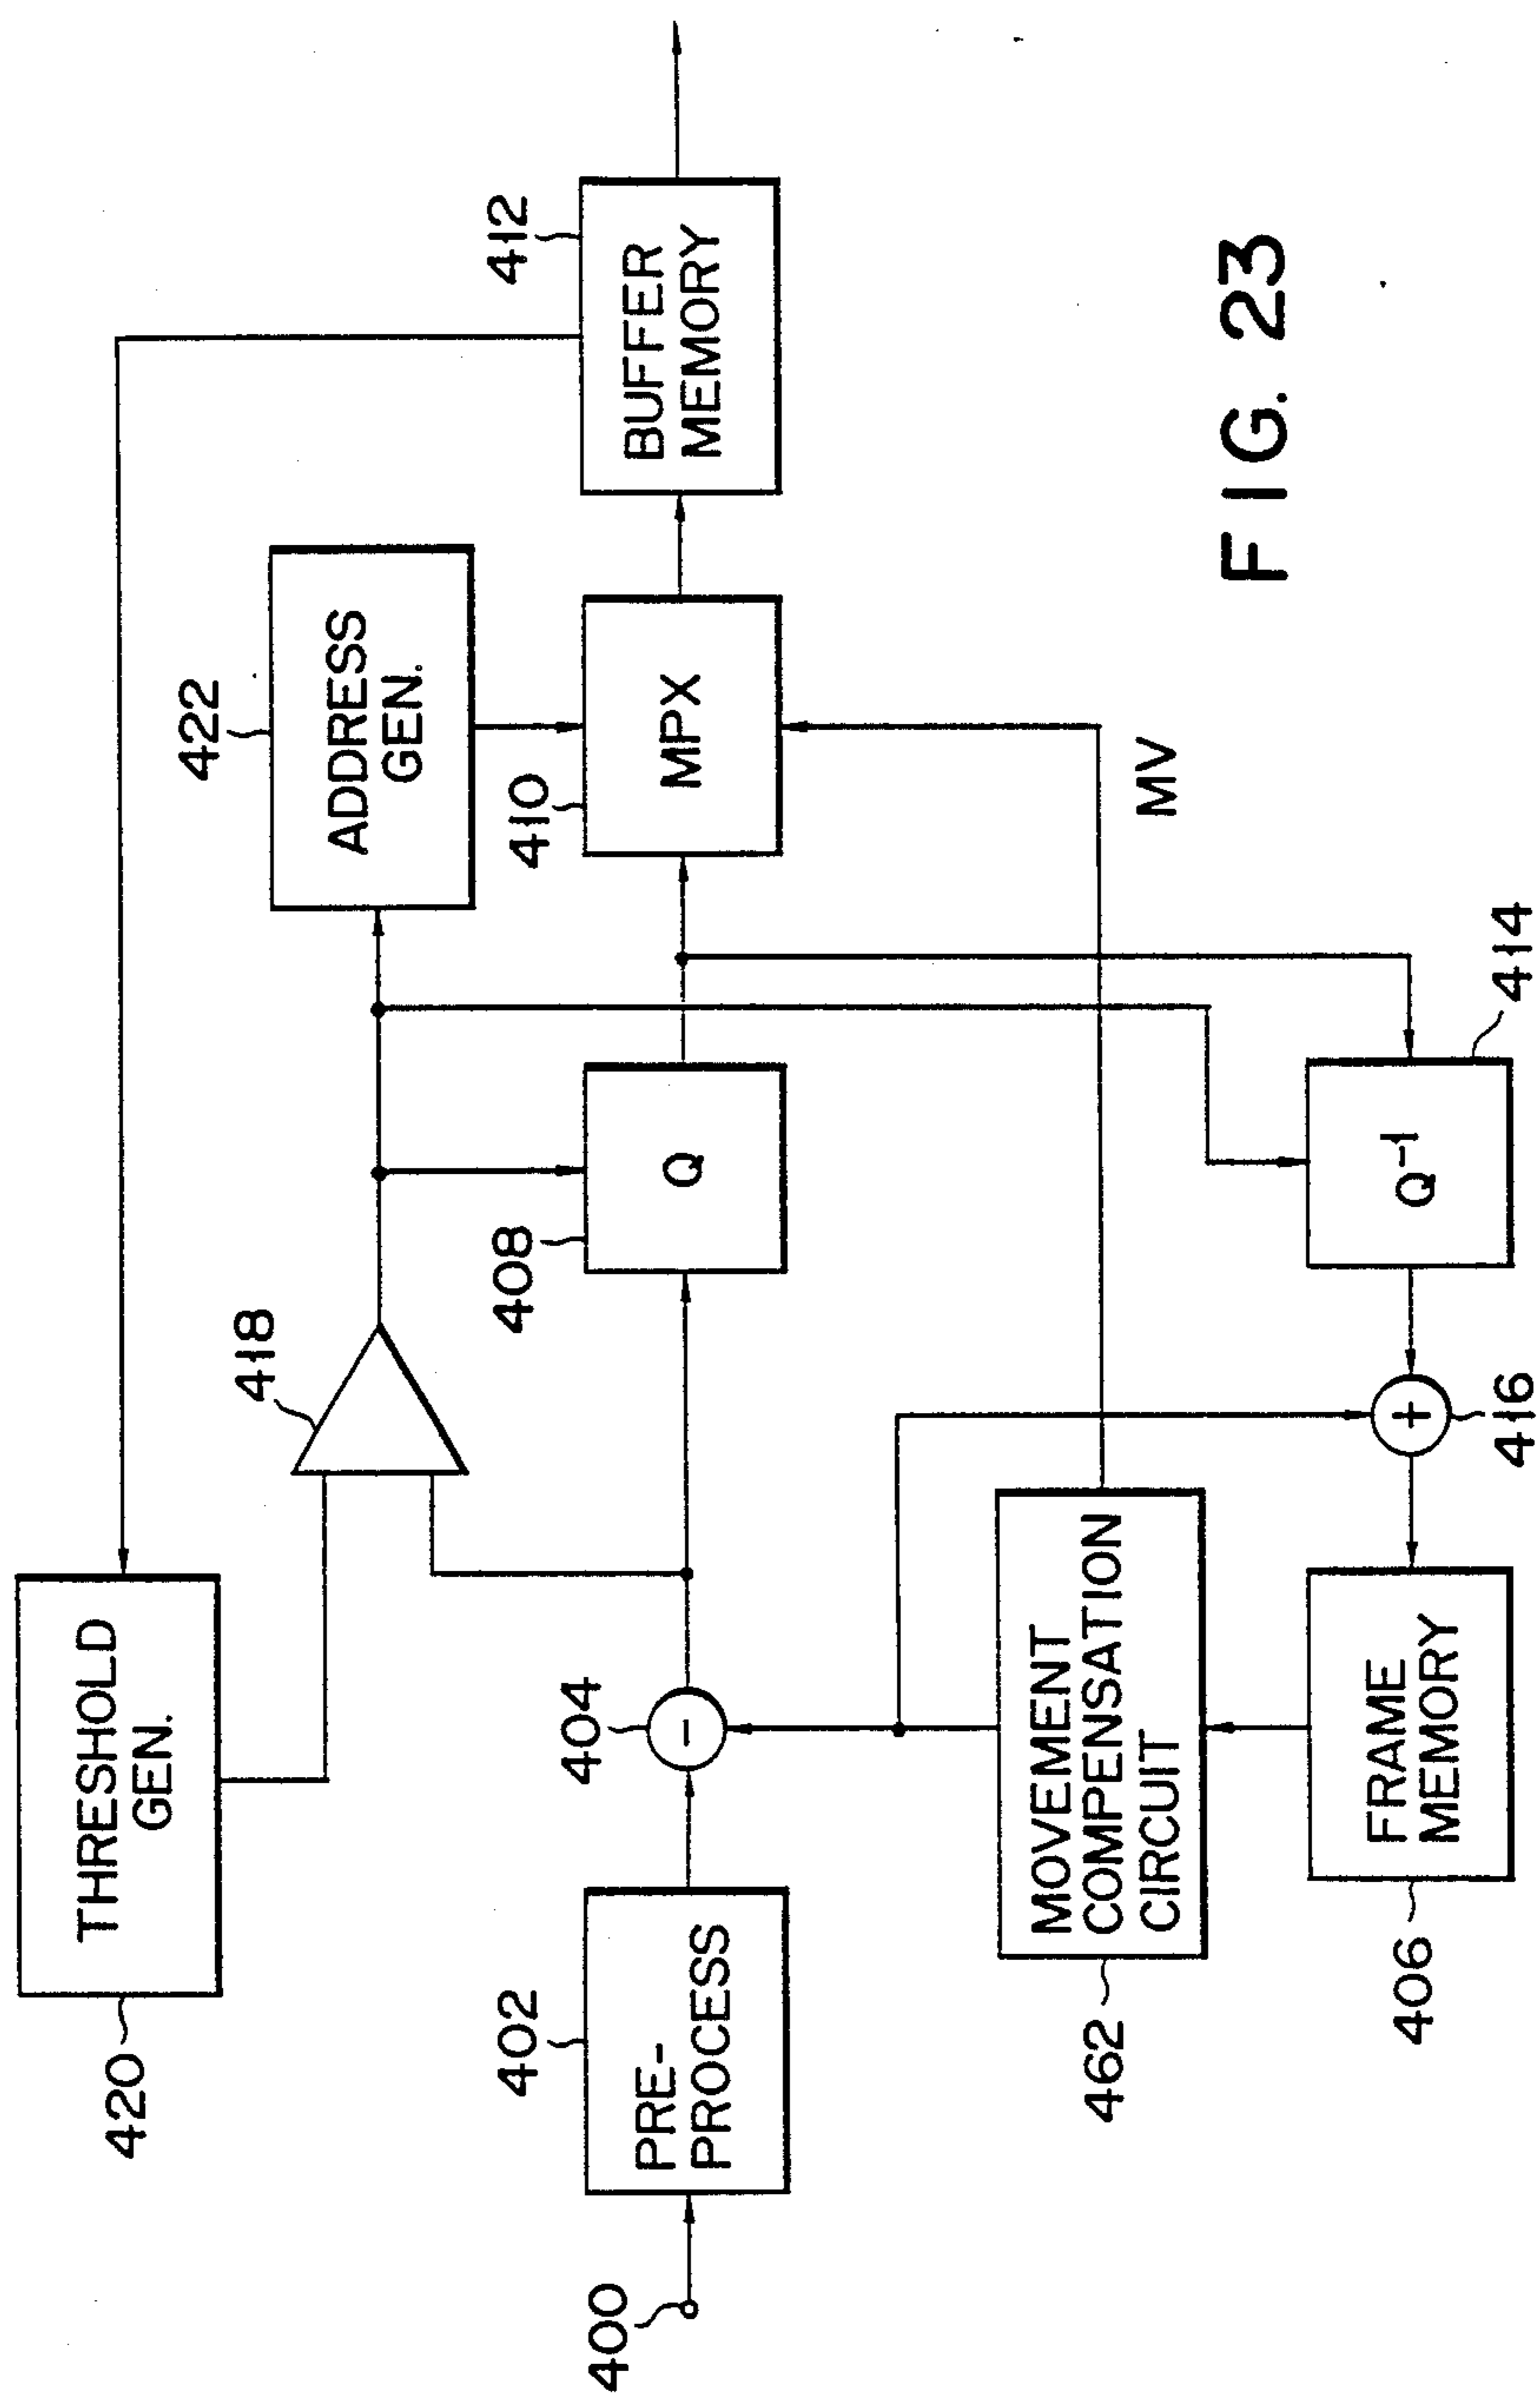 420
THRESHOLD
GEN.
418
422
ADDRESS
GEN.
400
402
PRE-
PROCESS
404
−
408
Q
410
MPX
412
BUFFER
MEMORY
462
MOVEMENT
COMPENSATION
CIRCUIT
MV
406
FRAME
MEMORY
416
+
414
Q⁻¹
FIG. 23